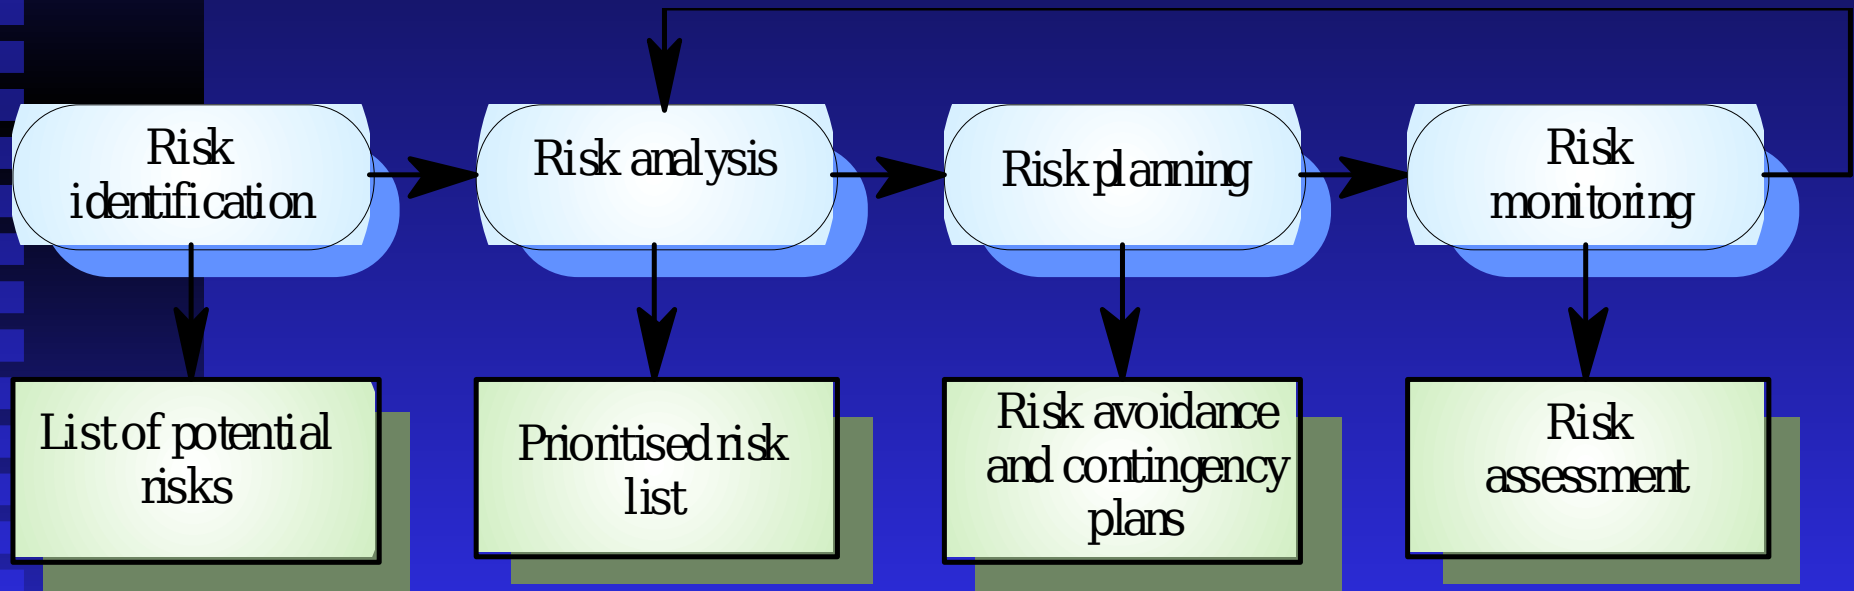 Risk
identification
Risk analysis
Risk planning
Risk
monitoring
List of potential
risks
Prioritised risk
list
Risk avoidance
and contingency
plans
Risk
assessment